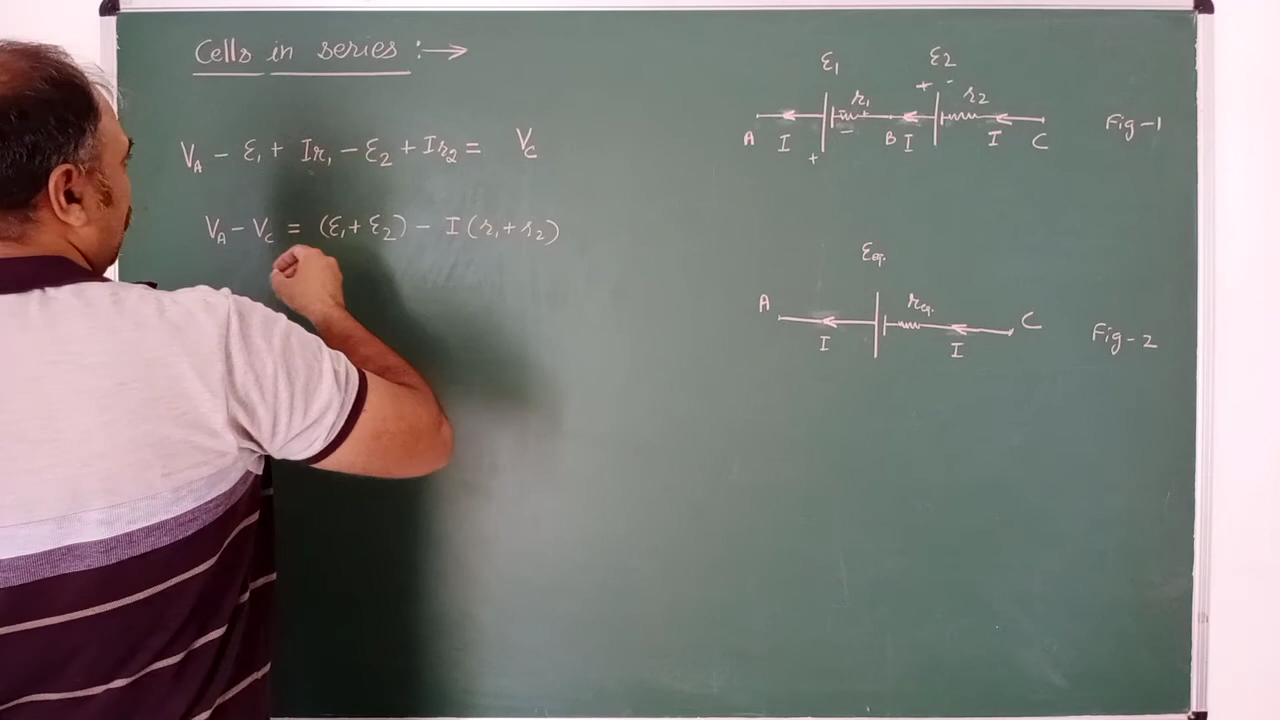 Cells in series :→
V_A - ε₁ + Ir₁ - ε₂ + Ir₂ = V_C
V_A - V_C = (ε₁ + ε₂) - I (r₁ + r₂)
ε₁ ε₂
r₁ + - r₂
A I - B I I C Fig-1
+
ε_eq.
A r_eq. C
I I Fig-2